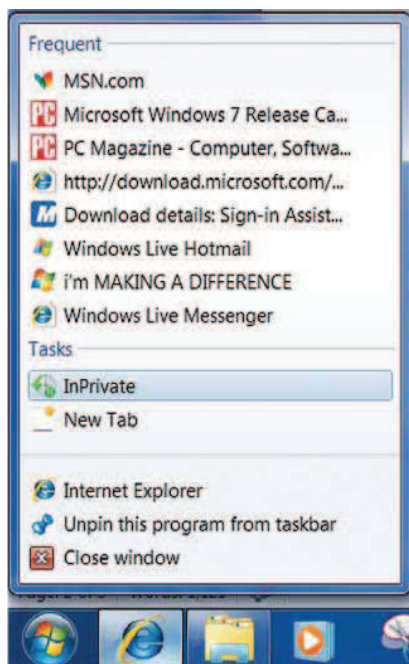 Frequent
MSN.com
PC Microsoft Windows 7 Release Ca...
PC PC Magazine - Computer, Softwa...
http://download.microsoft.com/...
M Download details: Sign-in Assist...
Windows Live Hotmail
i'm MAKING A DIFFERENCE
Windows Live Messenger
Tasks
InPrivate
New Tab
Internet Explorer
Unpin this program from taskbar
Close window